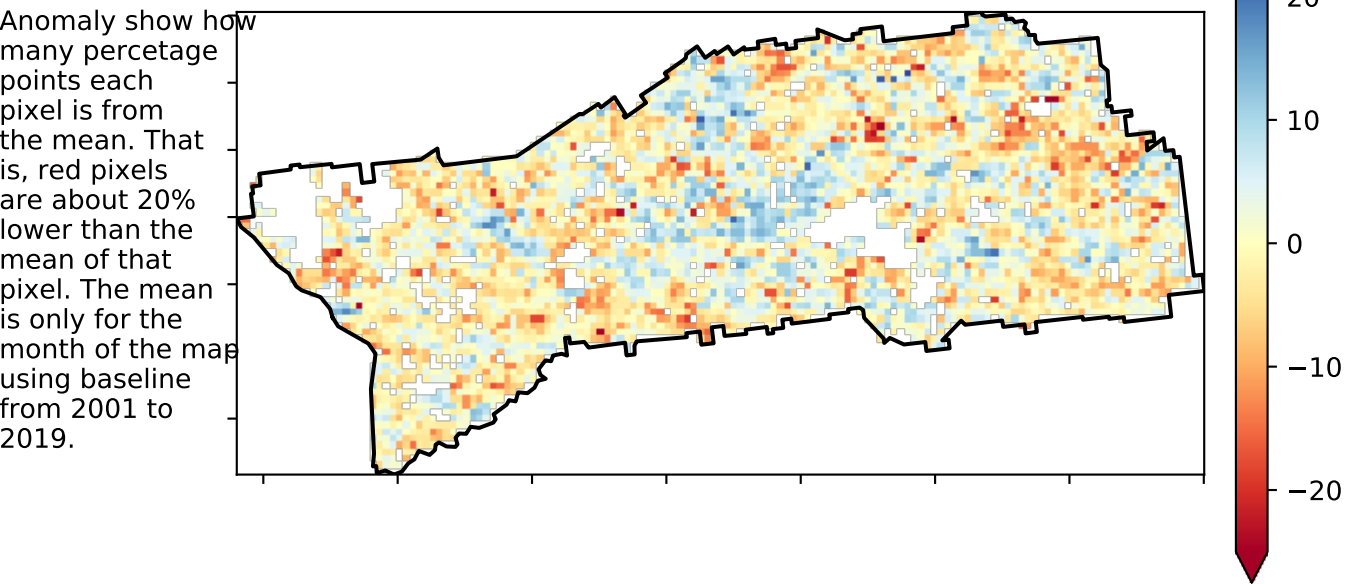 Anomaly show how
many percetage
points each
pixel is from
the mean. That
is, red pixels
are about 20%
lower than the
mean of that
pixel. The mean
is only for the
month of the map
using baseline
from 2001 to
2019.
20
10
0
−10
−20